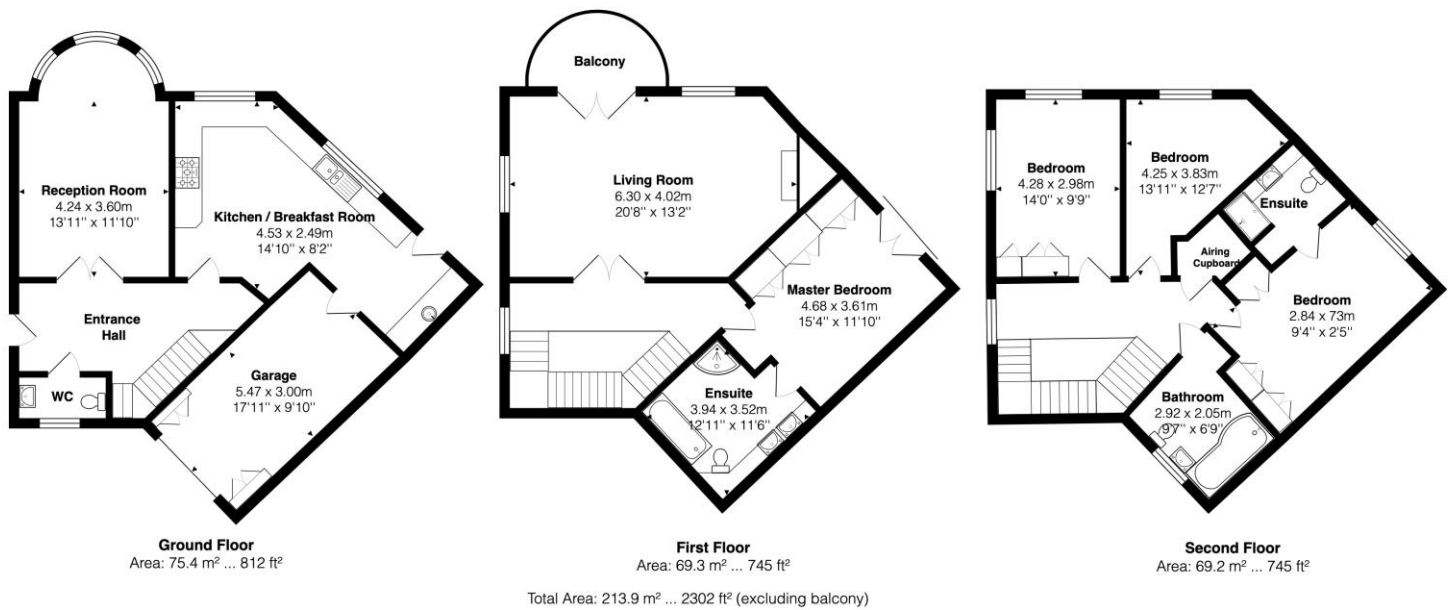 Reception Room
4.24 x 3.60m
13'11'' x 11'10''
Kitchen / Breakfast Room
4.53 x 2.49m
14'10'' x 8'2''
Entrance
Hall
WC
Garage
5.47 x 3.00m
17'11'' x 9'10''
Ground Floor
Area: 75.4 m² ... 812 ft²
Balcony
Living Room
6.30 x 4.02m
20'8'' x 13'2''
Master Bedroom
4.68 x 3.61m
15'4'' x 11'10''
Ensuite
3.94 x 3.52m
12'11'' x 11'6''
First Floor
Area: 69.3 m² ... 745 ft²
Bedroom
4.28 x 2.98m
14'0'' x 9'9''
Bedroom
4.25 x 3.83m
13'11'' x 12'7''
Ensuite
Airing
Cupboard
Bedroom
2.84 x 73m
9'4'' x 2'5''
Bathroom
2.92 x 2.05m
9'7'' x 6'9''
Second Floor
Area: 69.2 m² ... 745 ft²
Total Area: 213.9 m² ... 2302 ft² (excluding balcony)